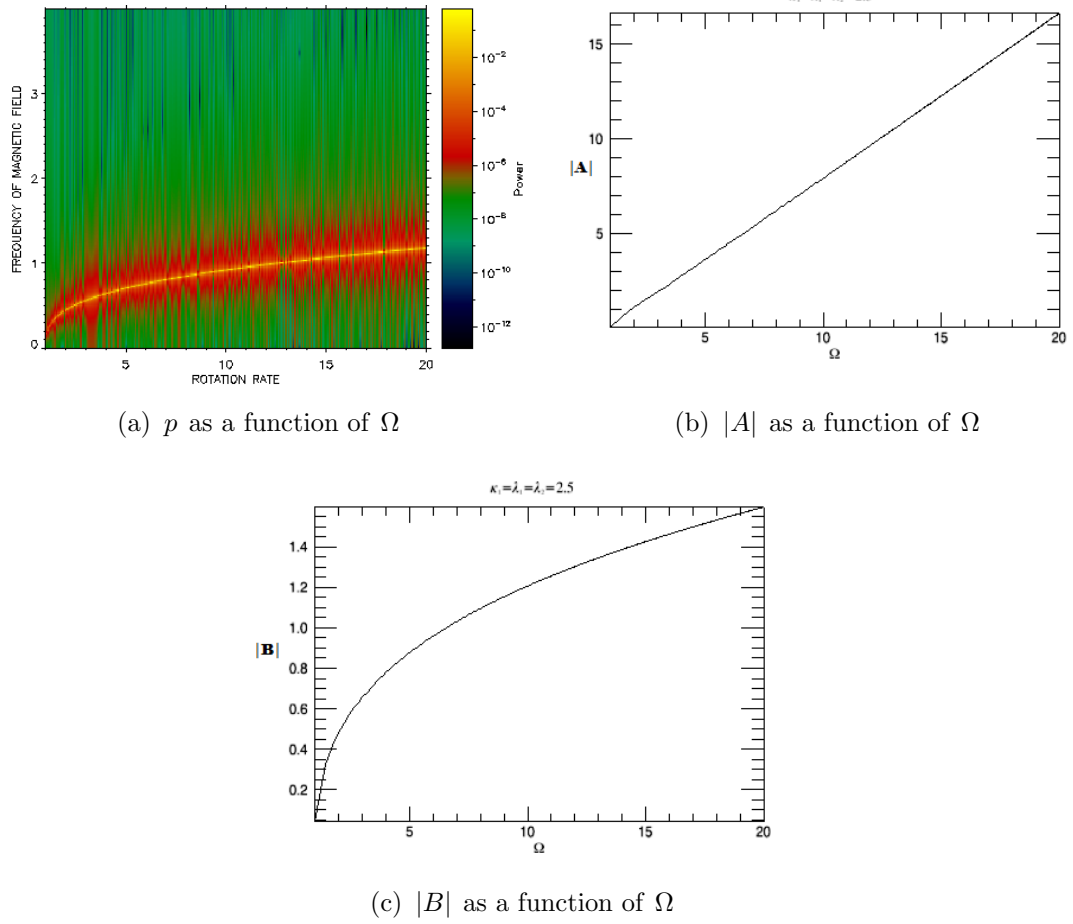 FREQUENCY OF MAGNETIC FIELD
3
2
1
0
5
10
15
20
ROTATION RATE
10⁻²
10⁻⁴
10⁻⁶
10⁻⁸
10⁻¹⁰
10⁻¹²
Power
(a) p as a function of Ω
|A|
15
10
5
5
10
15
20
Ω
(b) |A| as a function of Ω
κ₁=λ₁=λ₂=2.5
|B|
1.4
1.2
1.0
0.8
0.6
0.4
0.2
5
10
15
20
Ω
(c) |B| as a function of Ω